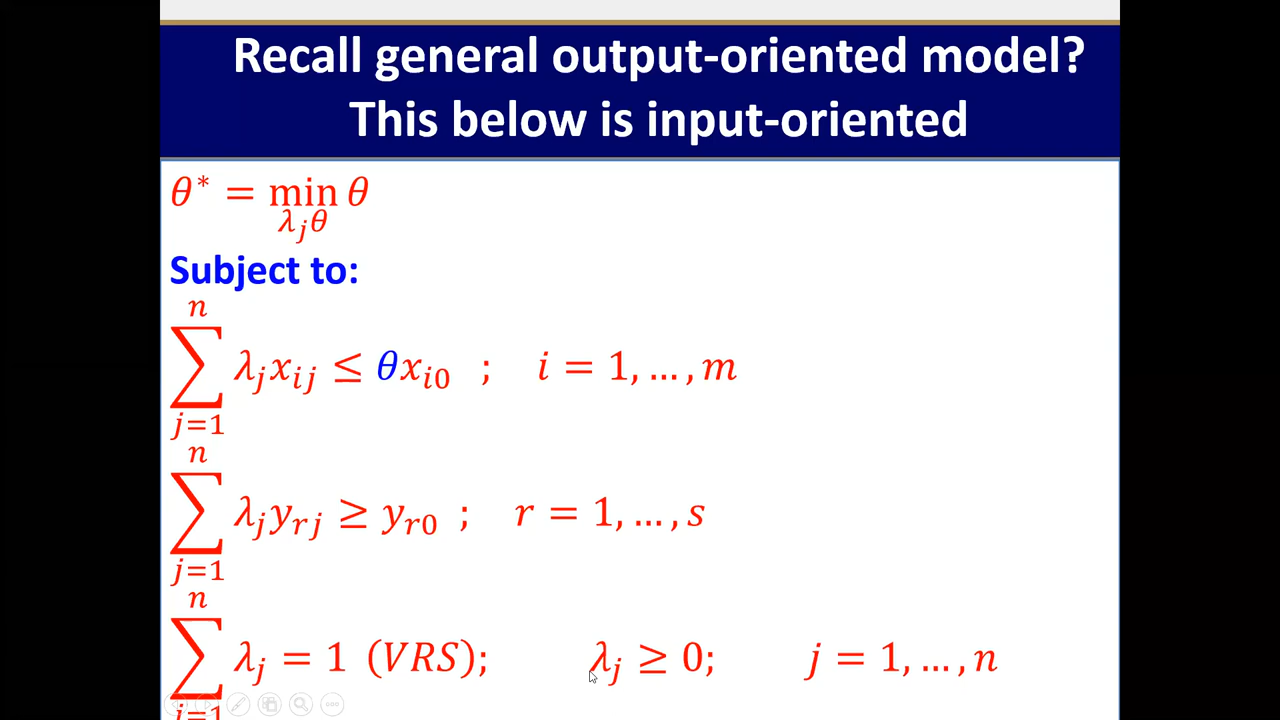 Recall general output-oriented model?
This below is input-oriented
θ* = min θ
λⱼθ
Subject to:
n
∑ λⱼxᵢⱼ ≤ θxᵢ₀ ; i = 1, … , m
j=1
n
∑ λⱼyᵣⱼ ≥ yᵣ₀ ; r = 1, … , s
j=1
n
∑ λⱼ = 1 (VRS); λⱼ ≥ 0; j = 1, … , n
j=1